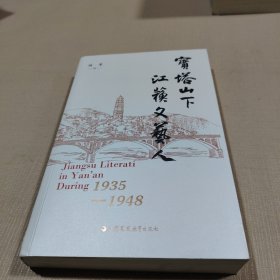 宝塔山下
江苏文艺人
Jiangsu Literati
in Yan'an
During 1935
—1948